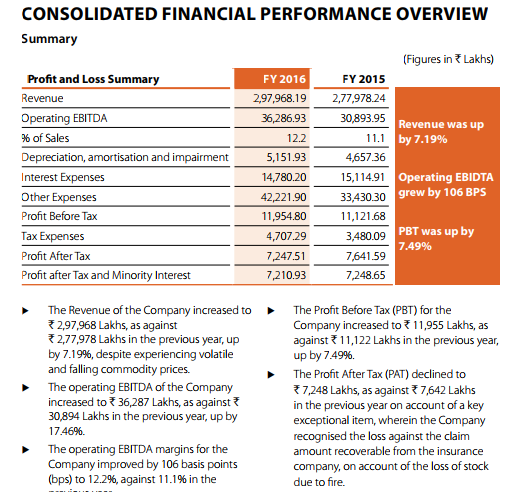 CONSOLIDATED FINANCIAL PERFORMANCE OVERVIEW
Summary
(Figures in ₹ Lakhs)
Profit and Loss Summary FY 2016 FY 2015
Revenue 2,97,968.19 2,77,978.24
Operating EBITDA 36,286.93 30,893.95
% of Sales 12.2 11.1
Depreciation, amortisation and impairment 5,151.93 4,657.36
Interest Expenses 14,780.20 15,114.91
Other Expenses 42,221.90 33,430.30
Profit Before Tax 11,954.80 11,121.68
Tax Expenses 4,707.29 3,480.09
Profit After Tax 7,247.51 7,641.59
Profit after Tax and Minority Interest 7,210.93 7,248.65
Revenue was up
by 7.19%
Operating EBIDTA
grew by 106 BPS
PBT was up by
7.49%
► The Revenue of the Company increased to
₹ 2,97,968 Lakhs, as against
₹ 2,77,978 Lakhs in the previous year, up
by 7.19%, despite experiencing volatile
and falling commodity prices.
► The operating EBITDA of the Company
increased to ₹ 36,287 Lakhs, as against ₹
30,894 Lakhs in the previous year, up by
17.46%.
► The operating EBITDA margins for the
Company improved by 106 basis points
(bps) to 12.2%, against 11.1% in the
► The Profit Before Tax (PBT) for the
Company increased to ₹ 11,955 Lakhs, as
against ₹ 11,122 Lakhs in the previous year,
up by 7.49%.
► The Profit After Tax (PAT) declined to
₹ 7,248 Lakhs, as against ₹ 7,642 Lakhs
in the previous year on account of a key
exceptional item, wherein the Company
recognised the loss against the claim
amount recoverable from the insurance
company, on account of the loss of stock
due to fire.